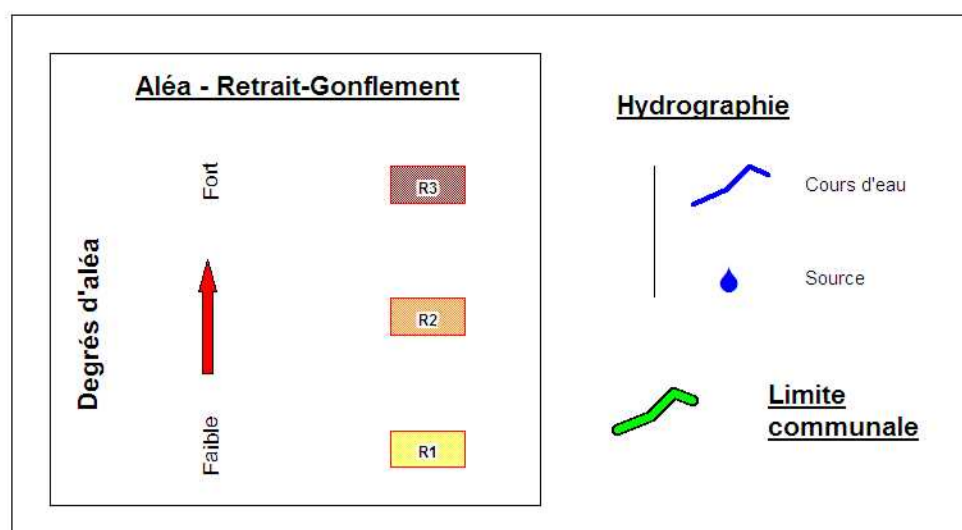 Aléa - Retrait-Gonflement
Degrés d'aléa
Fort
Faible
R3
R2
R1
Hydrographie
Cours d'eau
Source
Limite
communale